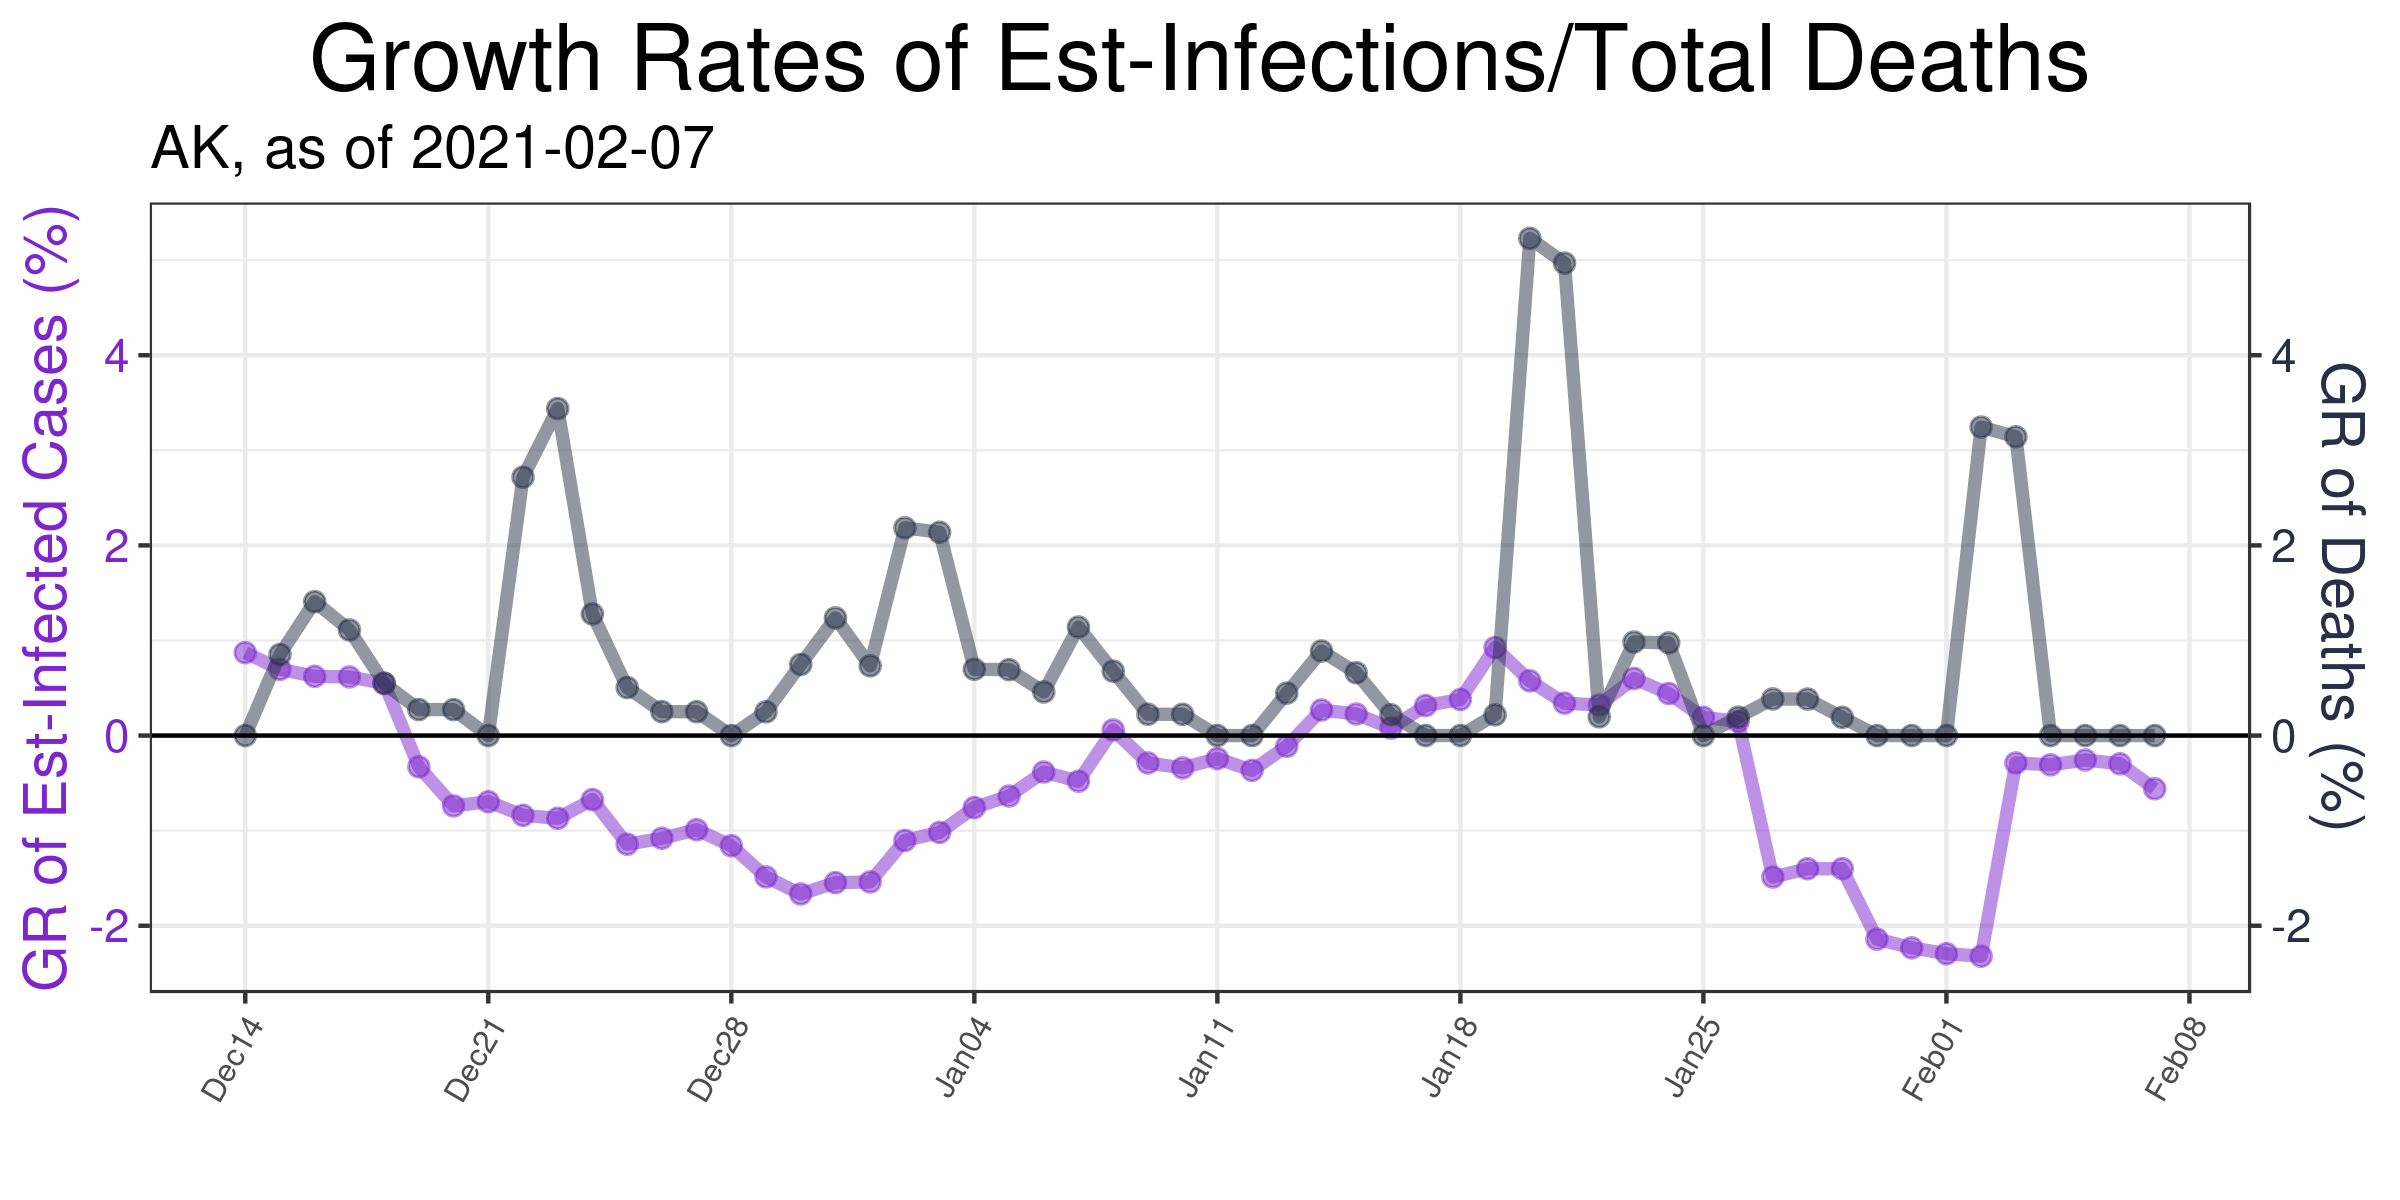 Growth Rates of Est-Infections/Total Deaths
AK, as of 2021-02-07
GR of Est-Infected Cases (%)
4
2
0
-2
4
2
0
-2
GR of Deaths (%)
Dec14
Dec21
Dec28
Jan04
Jan11
Jan18
Jan25
Feb01
Feb08